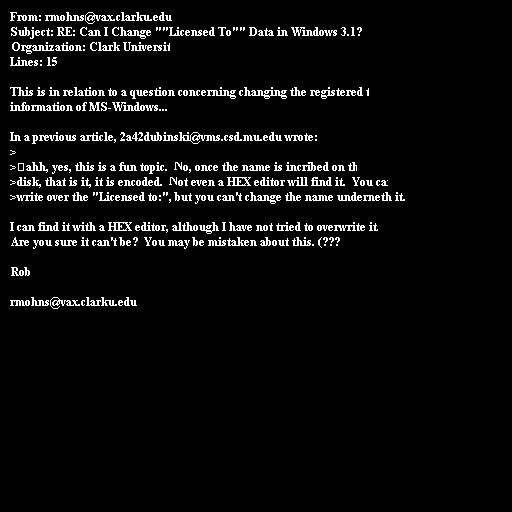 From: rmohns@vax.clarku.edu
Subject: RE: Can I Change ""Licensed To"" Data in Windows 3.1?
Organization: Clark Universit
Lines: 15
This is in relation to a question concerning changing the registered
information of MS-Windows...
In a previous article, 2a42dubinski@vms.csd.mu.edu wrote:
>
>ahh, yes, this is a fun topic.  No, once the name is incribed on th
>disk, that is it, it is encoded.  Not even a HEX editor will find it.  You ca
>write over the "Licensed to:", but you can't change the name underneth it.
I can find it with a HEX editor, although I have not tried to overwrite it.
Are you sure it can't be?  You may be mistaken about this. (???
Rob
rmohns@vax.clarku.edu